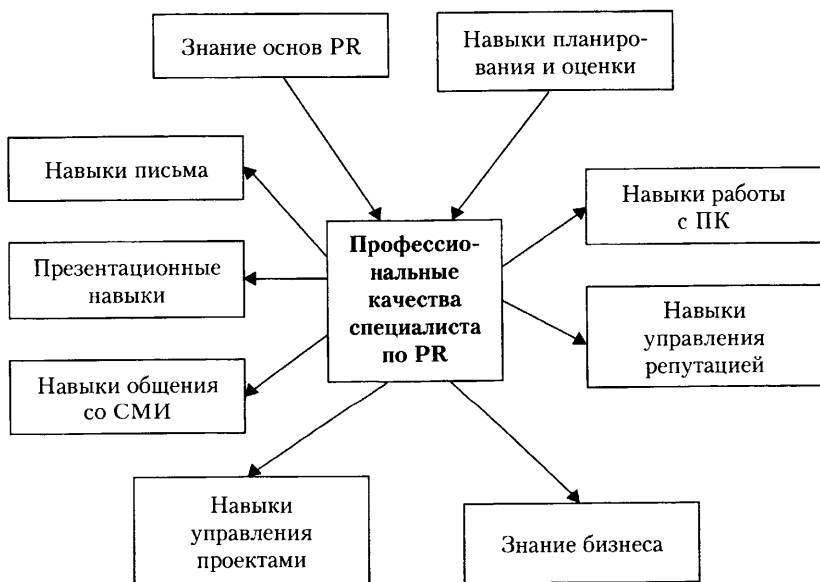 Знание основ PR
Навыки планиро-
вания и оценки
Навыки письма
Навыки работы
с ПК
Профессио-
нальные
качества
специалиста
по PR
Презентационные
навыки
Навыки
управления
репутацией
Навыки общения
со СМИ
Навыки
управления
проектами
Знание бизнеса